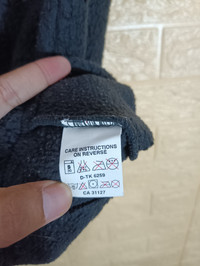 CARE INSTRUCTIONS
ON REVERSE
D-TK 6259
CA 31127